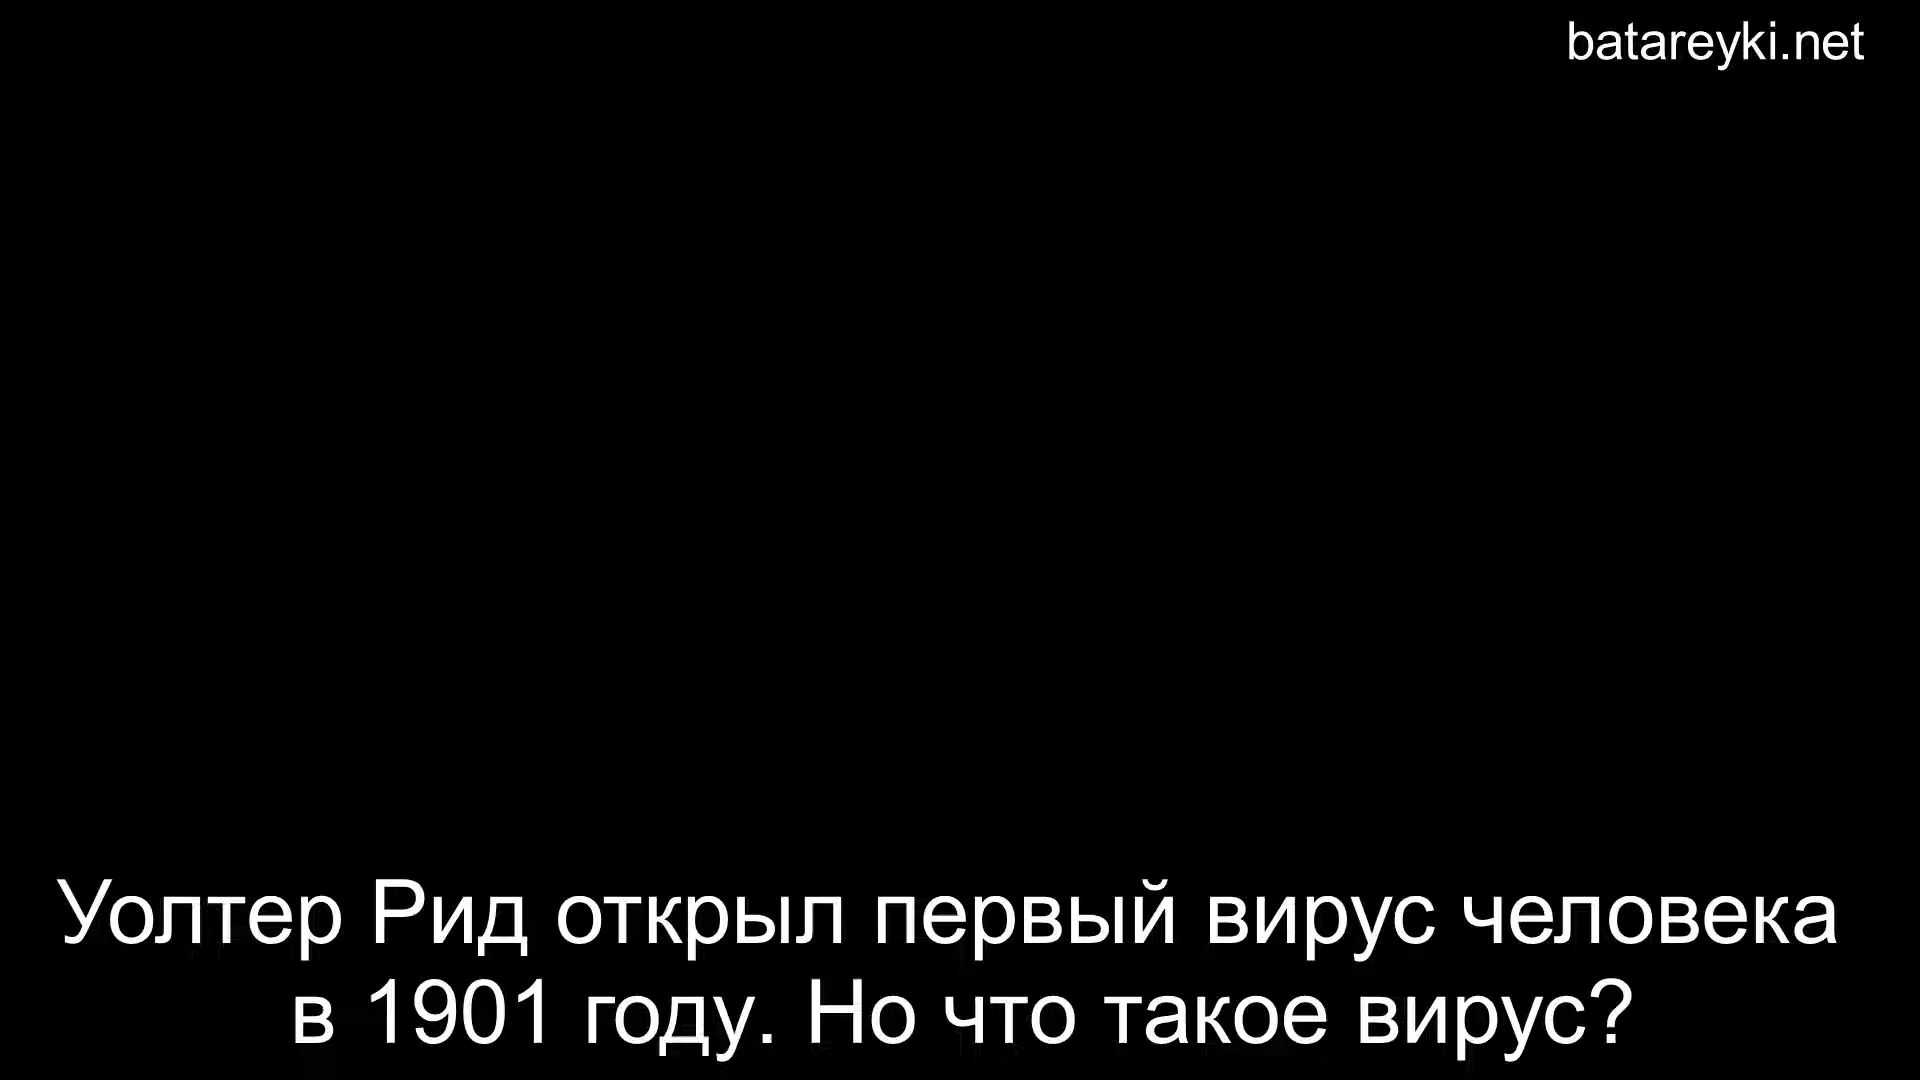 batareyki.net
Уолтер Рид открыл первый вирус человека
в 1901 году. Но что такое вирус?